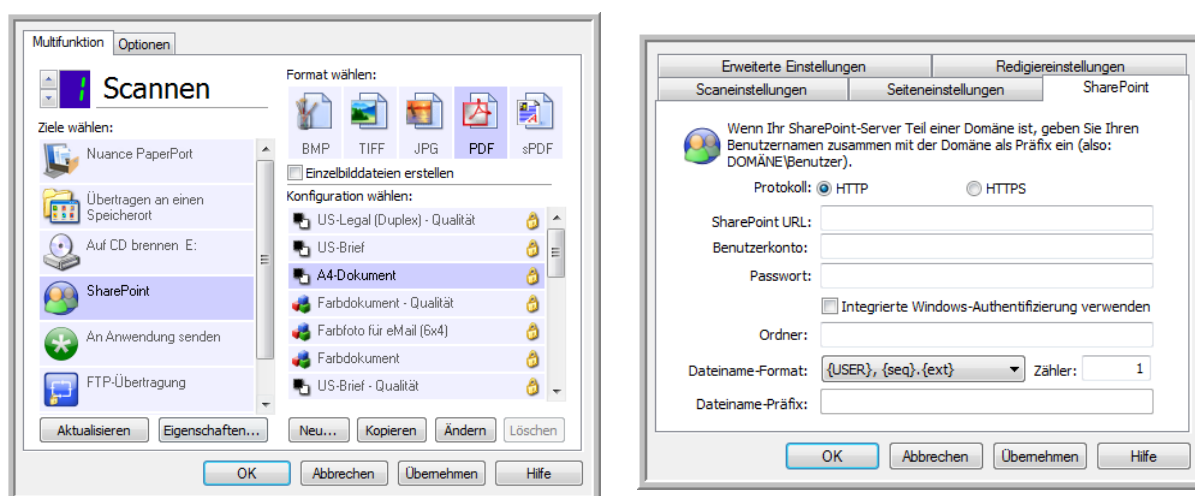 Multifunktion Optionen
1 Scannen
Ziele wählen:
Nuance PaperPort
Übertragen an einen
Speicherort
Auf CD brennen E:
SharePoint
An Anwendung senden
FTP-Übertragung
Aktualisieren Eigenschaften...
Format wählen:
BMP TIFF JPG PDF sPDF
Einzelbilddateien erstellen
Konfiguration wählen:
US-Legal (Duplex) - Qualität
US-Brief
A4-Dokument
Farbdokument - Qualität
Farbfoto für eMail (6x4)
Farbdokument
US-Brief - Qualität
Neu... Kopieren Ändern Löschen
OK Abbrechen Übernehmen Hilfe
Erweiterte Einstellungen Redigiereinstellungen
Scaneinstellungen Seiteneinstellungen SharePoint
Wenn Ihr SharePoint-Server Teil einer Domäne ist, geben Sie Ihren
Benutzernamen zusammen mit der Domäne als Präfix ein (also:
DOMÄNE\Benutzer).
Protokoll: HTTP HTTPS
SharePoint URL:
Benutzerkonto:
Passwort:
Integrierte Windows-Authentifizierung verwenden
Ordner:
Dateiname-Format: {USER}, {seq}.{ext} Zähler: 1
Dateiname-Präfix:
OK Abbrechen Übernehmen Hilfe